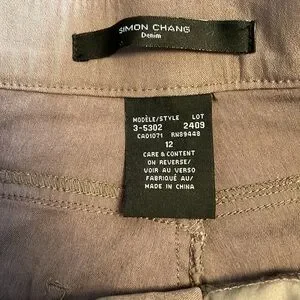 SIMON CHANG
Denim
MODÈLE/STYLE LOT
3-5302 2409
CA01071 RN89448
12
CARE & CONTENT
ON REVERSE/
VOIR AU VERSO
FABRIQUÉ AU/
MADE IN CHINA